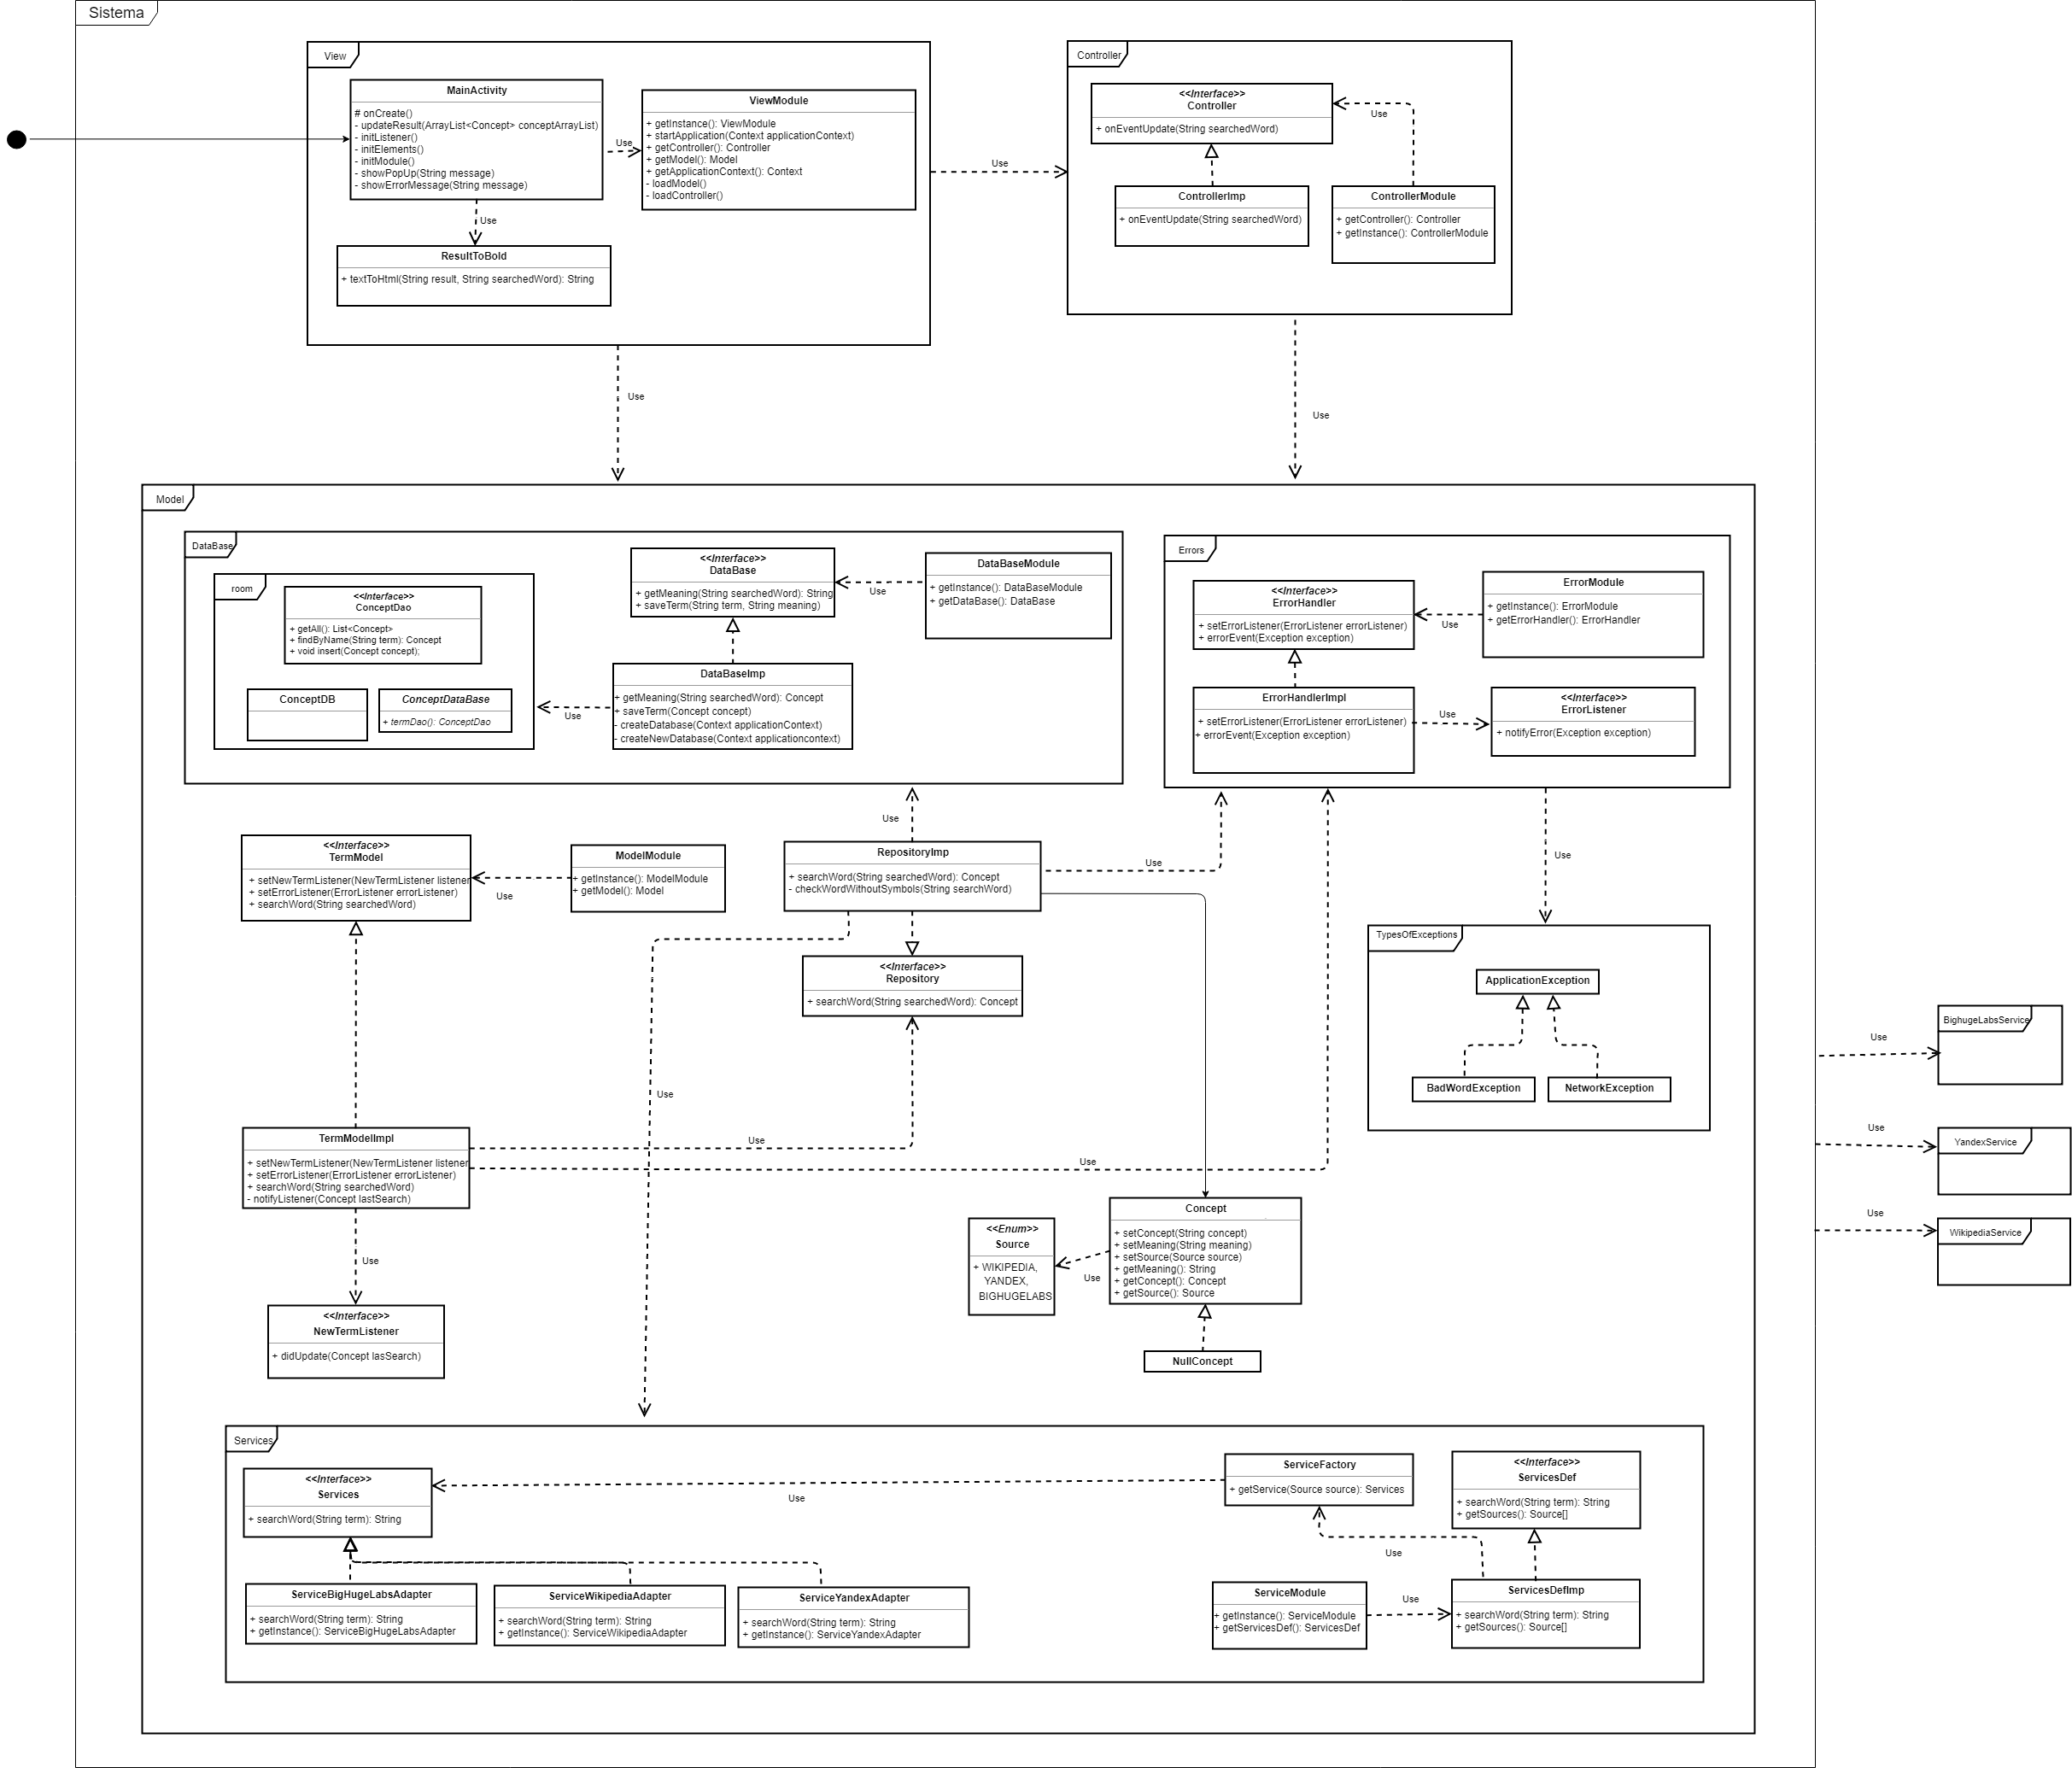 Sistema
View
MainActivity
# onCreate()
- updateResult(ArrayList<Concept> conceptArrayList)
- initListener()
- initElements()
- initModule()
- showPopUp(String message)
- showErrorMessage(String message)
Use
ViewModule
+ getInstance(): ViewModule
+ startApplication(Context applicationContext)
+ getController(): Controller
+ getModel(): Model
+ getApplicationContext(): Context
- loadModel()
- loadController()
Use
ResultToBold
+ textToHtml(String result, String searchedWord): String
Use
Controller
<<Interface>>
Controller
+ onEventUpdate(String searchedWord)
Use
ControllerImp
+ onEventUpdate(String searchedWord)
ControllerModule
+ getController(): Controller
+ getInstance(): ControllerModule
Use
Use
Model
DataBase
room
<<Interface>>
ConceptDao
+ getAll(): List<Concept>
+ findByName(String term): Concept
+ void insert(Concept concept);
ConceptDB
ConceptDataBase
+ termDao(): ConceptDao
<<Interface>>
DataBase
+ getMeaning(String searchedWord): String
+ saveTerm(String term, String meaning)
Use
DataBaseModule
+ getInstance(): DataBaseModule
+ getDataBase(): DataBase
Use
DataBaseImp
+ getMeaning(String searchedWord): Concept
+ saveTerm(Concept concept)
- createDatabase(Context applicationContext)
- createNewDatabase(Context applicationcontext)
Errors
<<Interface>>
ErrorHandler
+ setErrorListener(ErrorListener errorListener)
+ errorEvent(Exception exception)
Use
ErrorModule
+ getInstance(): ErrorModule
+ getErrorHandler(): ErrorHandler
ErrorHandlerImpl
+ setErrorListener(ErrorListener errorListener)
+ errorEvent(Exception exception)
Use
<<Interface>>
ErrorListener
+ notifyError(Exception exception)
Use
<<Interface>>
TermModel
+ setNewTermListener(NewTermListener listener
+ setErrorListener(ErrorListener errorListener)
+ searchWord(String searchedWord)
Use
ModelModule
+ getInstance(): ModelModule
+ getModel(): Model
RepositoryImp
+ searchWord(String searchedWord): Concept
- checkWordWithoutSymbols(String searchWord)
Use
Use
<<Interface>>
Repository
+ searchWord(String searchedWord): Concept
TypesOfExceptions
ApplicationException
BadWordException
NetworkException
Use
BighugeLabsService
Use
YandexService
Use
WikipediaService
Use
TermModelImpl
+ setNewTermListener(NewTermListener listener
+ setErrorListener(ErrorListener errorListener)
+ searchWord(String searchedWord)
- notifyListener(Concept lastSearch)
Use
Use
Use
<<Interface>>
NewTermListener
+ didUpdate(Concept lasSearch)
<<Enum>>
Source
+ WIKIPEDIA,
YANDEX,
BIGHUGELABS
Use
Concept
+ setConcept(String concept)
+ setMeaning(String meaning)
+ setSource(Source source)
+ getMeaning(): String
+ getConcept(): Concept
+ getSource(): Source
NullConcept
Services
<<Interface>>
Services
+ searchWord(String term): String
Use
ServiceFactory
+ getService(Source source): Services
<<Interface>>
ServicesDef
+ searchWord(String term): String
+ getSources(): Source[]
Use
ServiceBigHugeLabsAdapter
+ searchWord(String term): String
+ getInstance(): ServiceBigHugeLabsAdapter
ServiceWikipediaAdapter
+ searchWord(String term): String
+ getInstance(): ServiceWikipediaAdapter
ServiceYandexAdapter
+ searchWord(String term): String
+ getInstance(): ServiceYandexAdapter
ServiceModule
+ getInstance(): ServiceModule
+ getServicesDef(): ServicesDef
Use
ServicesDefImp
+ searchWord(String term): String
+ getSources(): Source[]